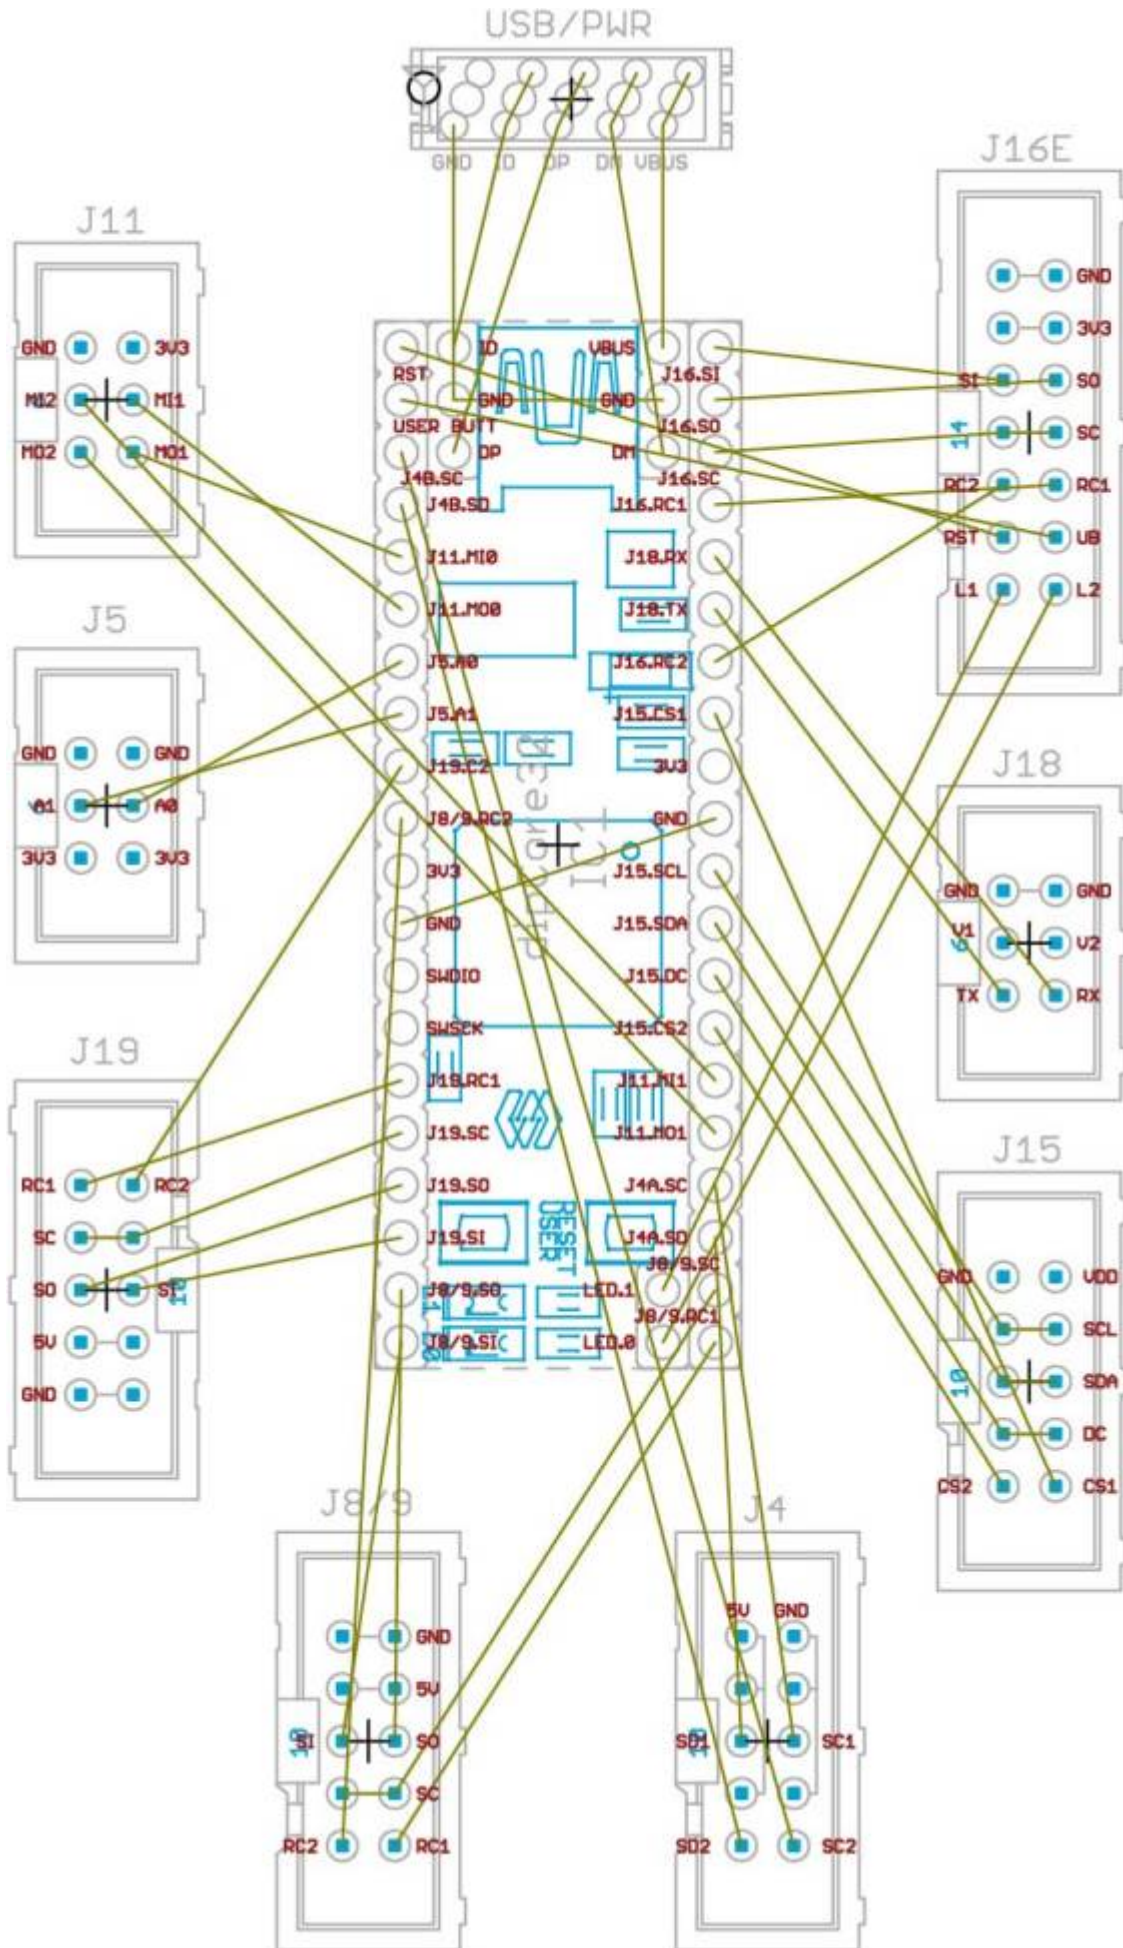 USB/PWR
GND ID DP DM VBUS
J11
GND 3V3
MI2 MI1
MO2 MO1
J5
GND GND
A1 A0
3V3 3V3
J19
RC1 RC2
SC
SO SI
10
5V
GND
RST
ID
USER BUTT
GND
J4B.SC
DP
J4B.SD
J11.MI0
J11.MO0
J5.A0
J5.A1
J19.C2
J8/9.RC2
3V3
GND
SWDIO
SWSCK
J19.RC1
J19.SC
J19.SO
J19.SI
J8/9.SO
J8/9.SI
dipcore32
IC1
RESET
USER
VBUS
J16.SI
GND
J16.SO
DM
J16.SC
J16.RC1
J18.RX
J18.TX
J16.RC2
J15.CS1
3V3
GND
J15.SCL
J15.SDA
J15.DC
J15.CS2
J11.MI1
J11.MO1
J4A.SC
J4A.SD
J8/9.SC
LED.1
J8/9.RC1
LED.0
J16E
GND
3V3
SI SO
14 SC
RC2 RC1
RST UB
L1 L2
J18
GND GND
V1 V2
6
TX RX
J15
GND VDD
SCL
10 SDA
DC
CS2 CS1
J8/9
GND
5V
SI SO
10
SC
RC2 RC1
J4
5V GND
SD1 SC1
10
SD2 SC2